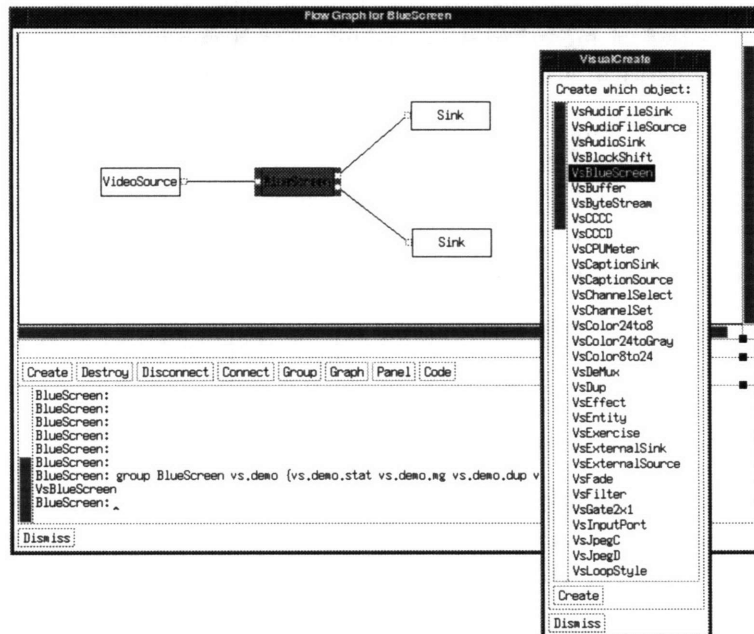 Flow Graph for BlueScreen
Sink
VideoSource
BlueScreen
Sink
Create Destroy Disconnect Connect Group Graph Panel Code
BlueScreen:
BlueScreen:
BlueScreen:
BlueScreen:
BlueScreen:
BlueScreen:
BlueScreen: group BlueScreen vs.demo {vs.demo.stat vs.demo.mg vs.demo.dup v
VsBlueScreen
BlueScreen:
Dismiss
VisualCreate
Create which object:
VsAudioFileSink
VsAudioFileSource
VsAudioSink
VsBlockShift
VsBlueScreen
VsBuffer
VsByteStream
VsCCCC
VsCCCD
VsCPUMeter
VsCaptionSink
VsCaptionSource
VsChannelSelect
VsChannelSet
VsColor24to8
VsColor24toGray
VsColor8to24
VsDeMux
VsDup
VsEffect
VsEntity
VsExercise
VsExternalSink
VsExternalSource
VsFade
VsFilter
VsGate2x1
VsInputPort
VsJpegC
VsJpegD
VsLoopStyle
Create
Dismiss